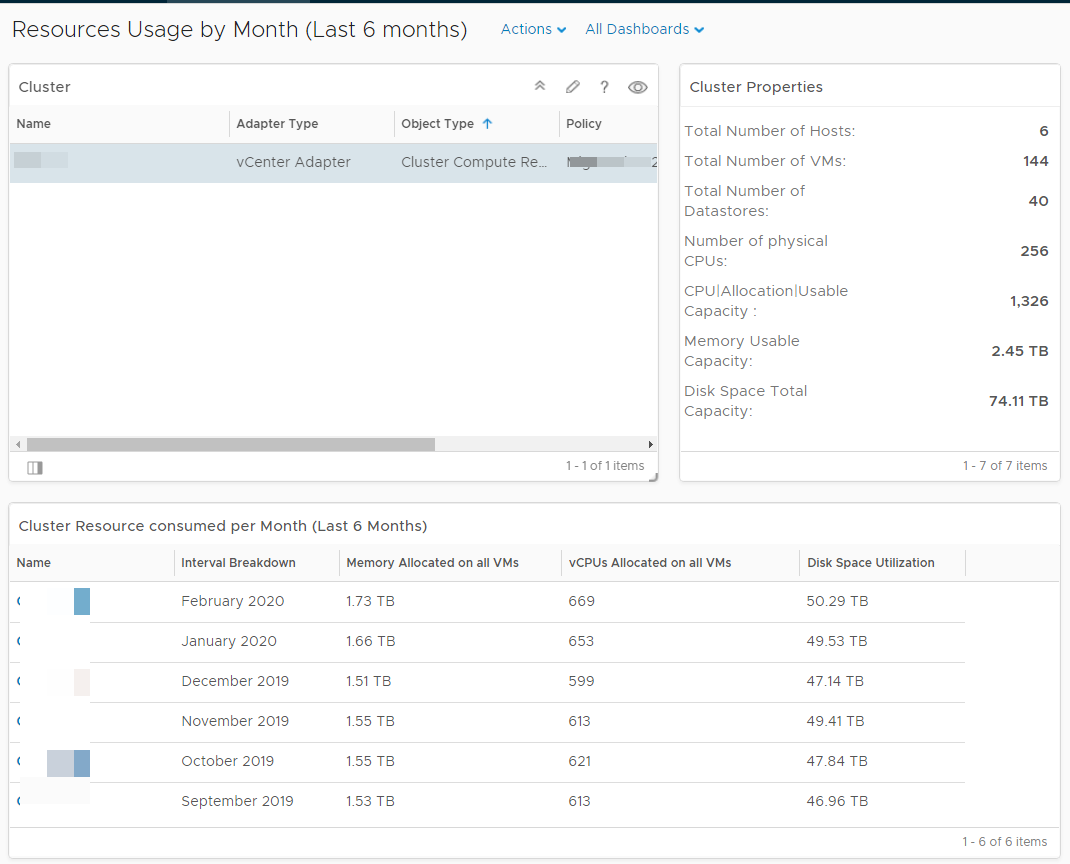 Resources Usage by Month (Last 6 months) Actions All Dashboards
Cluster ?
Name Adapter Type Object Type Policy
vCenter Adapter Cluster Compute Re...
1 - 1 of 1 items
Cluster Properties
Total Number of Hosts: 6
Total Number of VMs: 144
Total Number of
Datastores: 40
Number of physical
CPUs: 256
CPU|Allocation|Usable
Capacity : 1,326
Memory Usable
Capacity: 2.45 TB
Disk Space Total
Capacity: 74.11 TB
1 - 7 of 7 items
Cluster Resource consumed per Month (Last 6 Months)
Name Interval Breakdown Memory Allocated on all VMs vCPUs Allocated on all VMs Disk Space Utilization
February 2020 1.73 TB 669 50.29 TB
January 2020 1.66 TB 653 49.53 TB
December 2019 1.51 TB 599 47.14 TB
November 2019 1.55 TB 613 49.41 TB
October 2019 1.55 TB 621 47.84 TB
September 2019 1.53 TB 613 46.96 TB
1 - 6 of 6 items